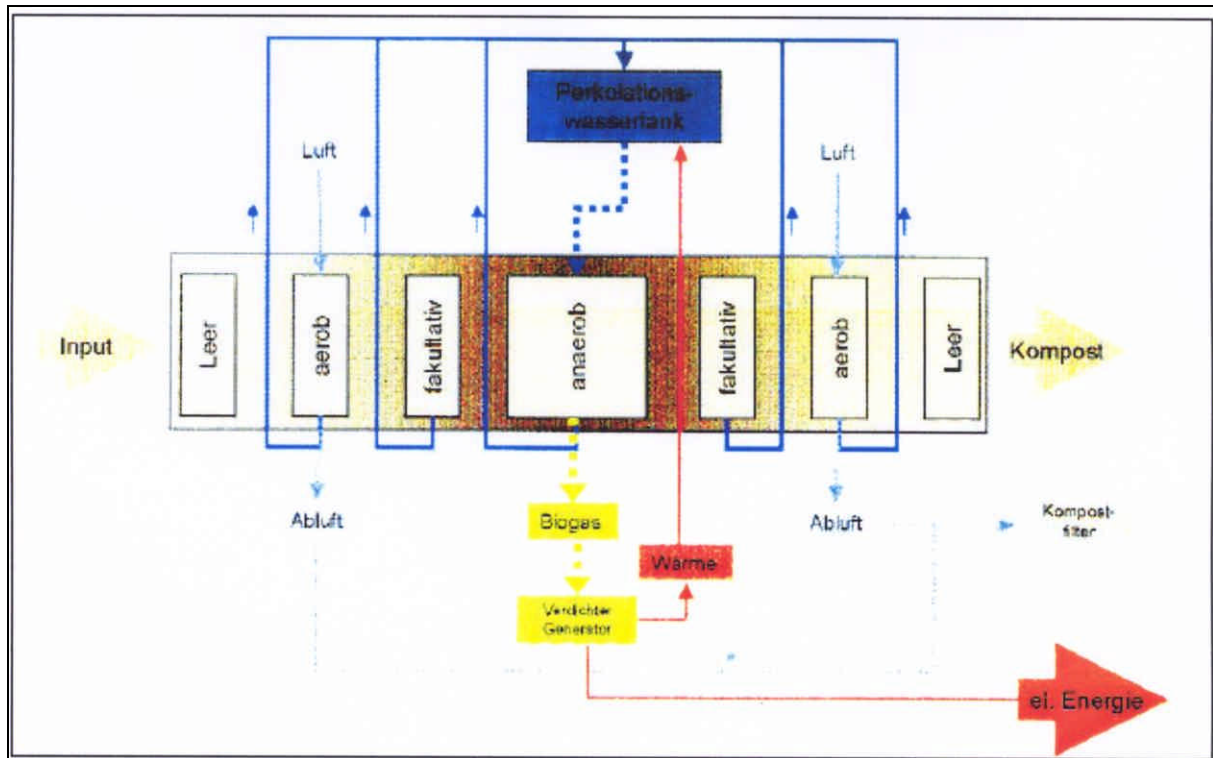 Perkolations-
wassertank
Luft
Luft
Input
Leer
aerob
fakultativ
anaerob
fakultativ
aerob
Leer
Kompost
Abluft
Biogas
Abluft
Kompost-
filter
Wärme
Verdichter
Generator
el. Energie